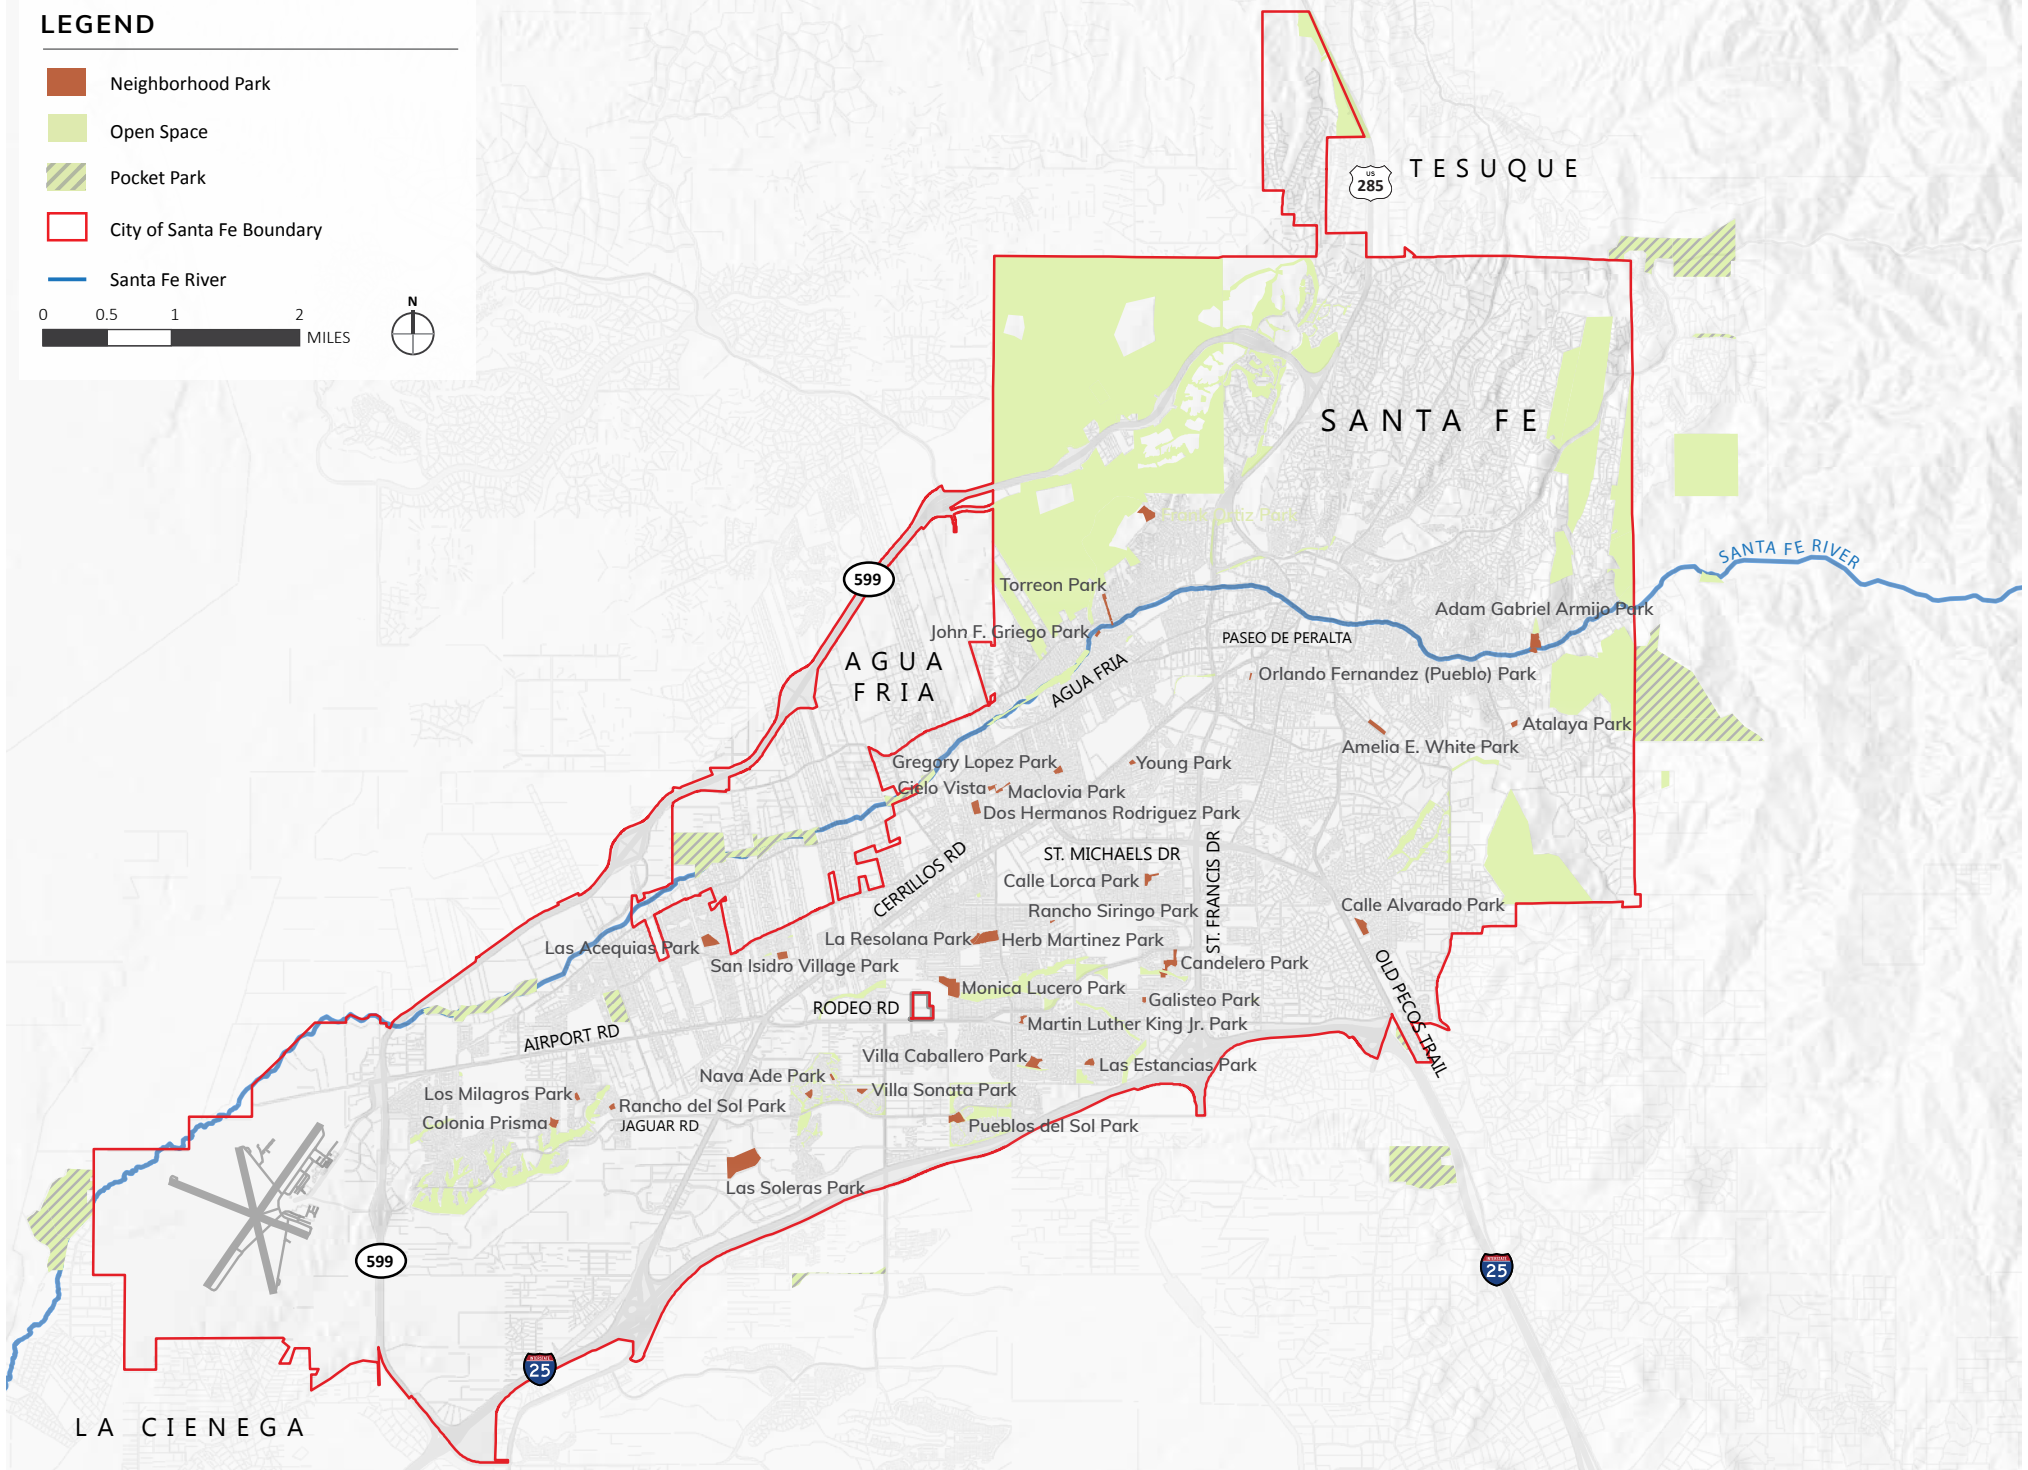 LEGEND
Neighborhood Park
Open Space
Pocket Park
City of Santa Fe Boundary
Santa Fe River
0 0.5 1 2
MILES
N
US
285
TESUQUE
SANTA FE
SANTA FE RIVER
Frank Ortiz Park
599
Torreon Park
Adam Gabriel Armijo Park
John F. Griego Park
PASEO DE PERALTA
AGUA
FRIA
AGUA FRIA
Orlando Fernandez (Pueblo) Park
Atalaya Park
Amelia E. White Park
Gregory Lopez Park
Young Park
Cielo Vista
Maclovia Park
Dos Hermanos Rodriguez Park
ST. MICHAELS DR
ST. FRANCIS DR
CERRILLOS RD
Calle Lorca Park
Calle Alvarado Park
Rancho Siringo Park
La Resolana Park
Herb Martinez Park
Las Acequias Park
San Isidro Village Park
Candelero Park
OLD PECOS TRAIL
Monica Lucero Park
Galisteo Park
RODEO RD
Martin Luther King Jr. Park
AIRPORT RD
Villa Caballero Park
Las Estancias Park
Nava Ade Park
Villa Sonata Park
Los Milagros Park
Rancho del Sol Park
Colonia Prisma
JAGUAR RD
Pueblos del Sol Park
Las Soleras Park
599
25
25
LA CIENEGA